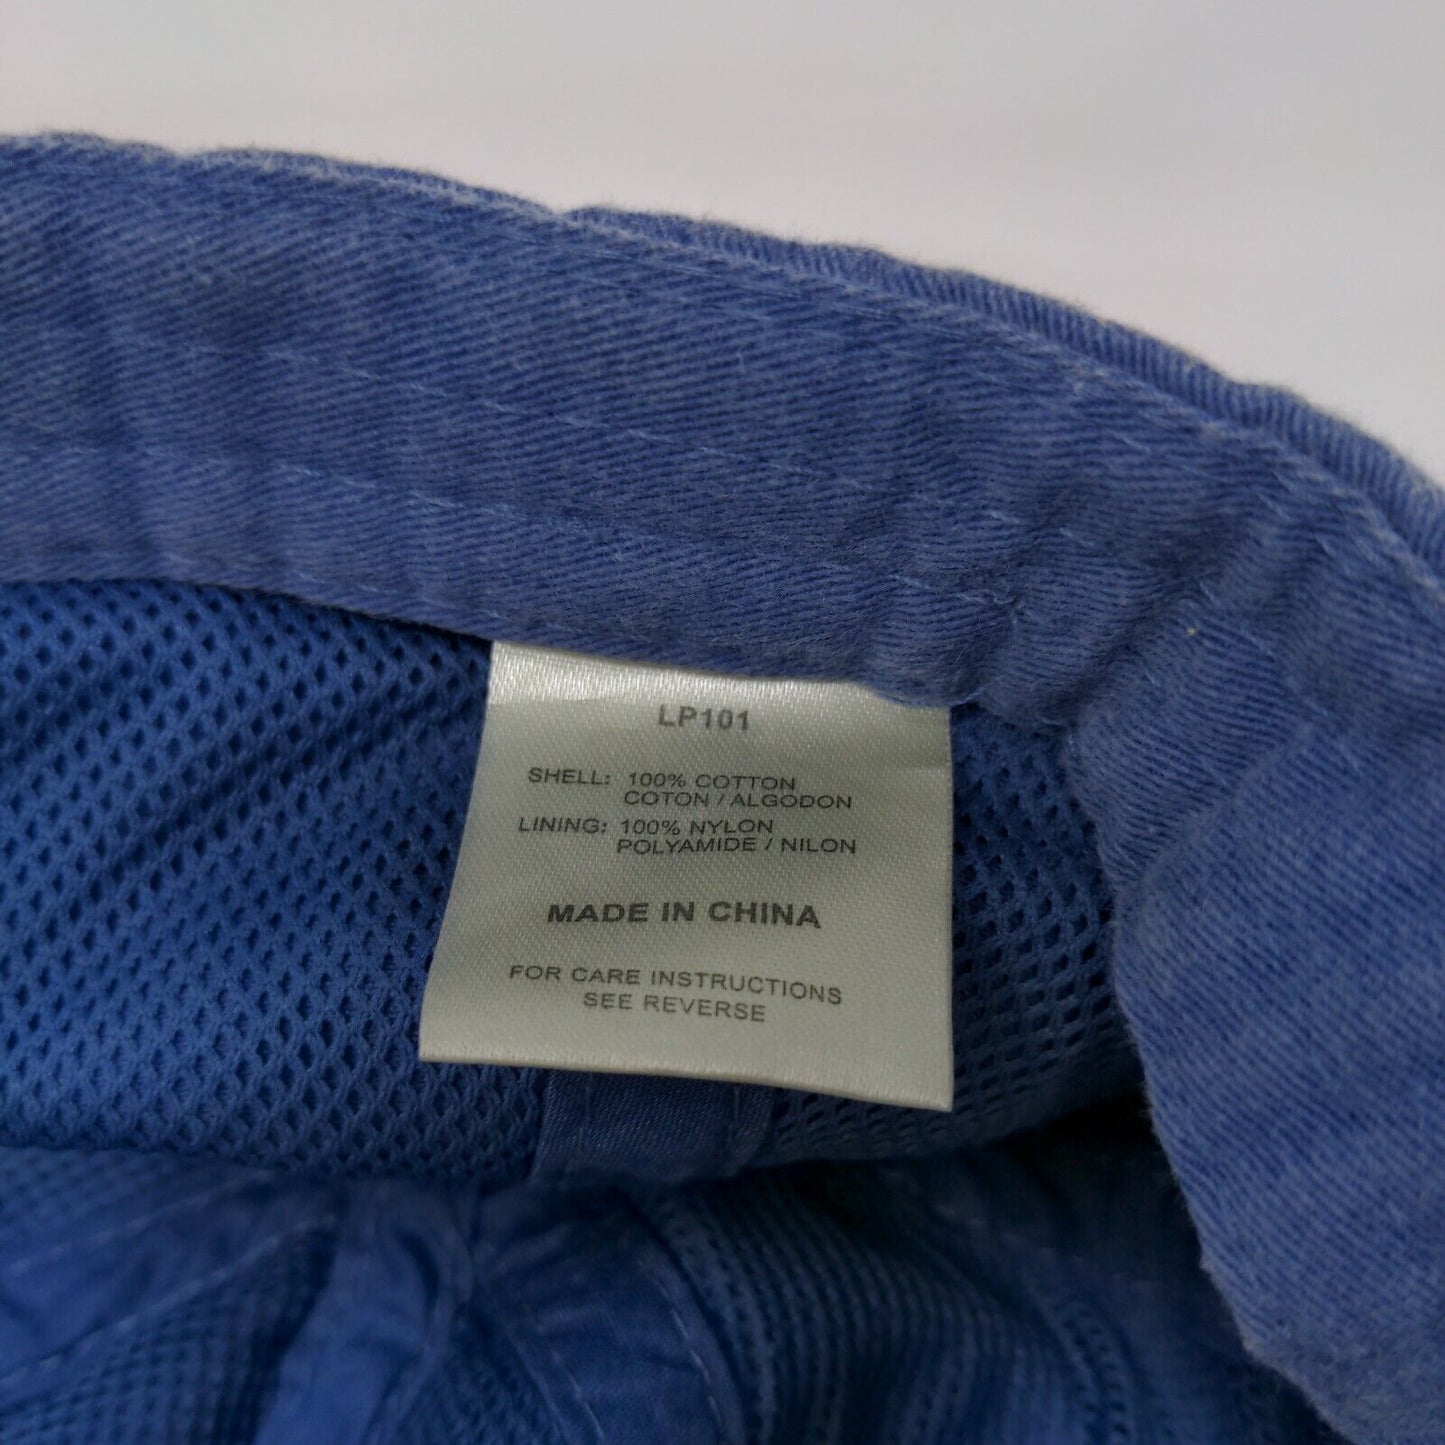 LP101
SHELL: 100% COTTON
COTON / ALGODON
LINING: 100% NYLON
POLYAMIDE / NILON
MADE IN CHINA
FOR CARE INSTRUCTIONS
SEE REVERSE